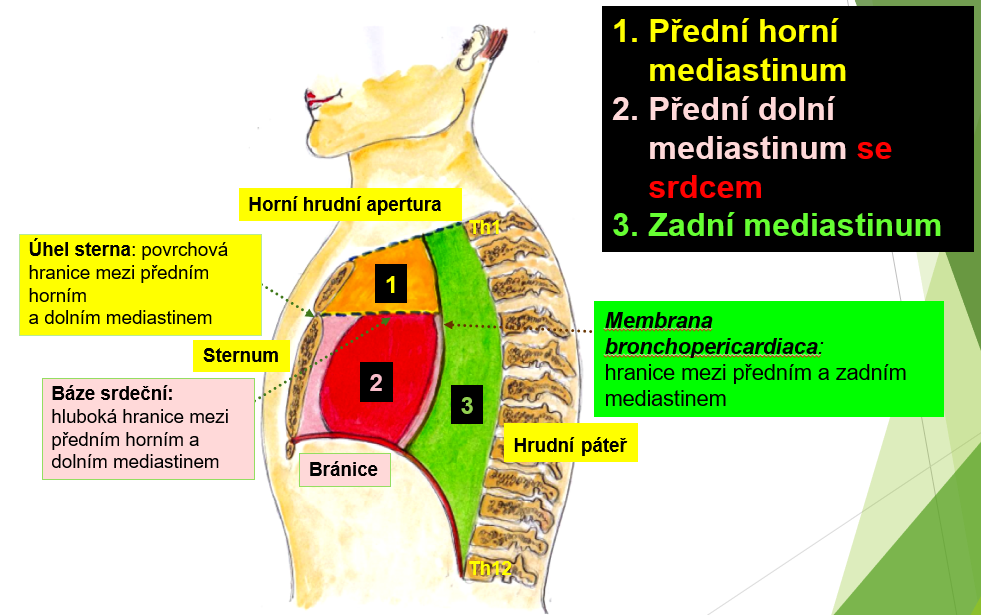 1. Přední horní
mediastinum
2. Přední dolní
mediastinum se
srdcem
3. Zadní mediastinum
Horní hrudní apertura
Th1
Úhel sterna: povrchová
hranice mezi předním
horním
a dolním mediastinem
1
Membrana
bronchopericardiaca:
hranice mezi předním a zadním
mediastinem
Sternum
Báze srdeční:
hluboká hranice mezi
předním horním a
dolním mediastinem
2
3
Hrudní páteř
Bránice
Th12